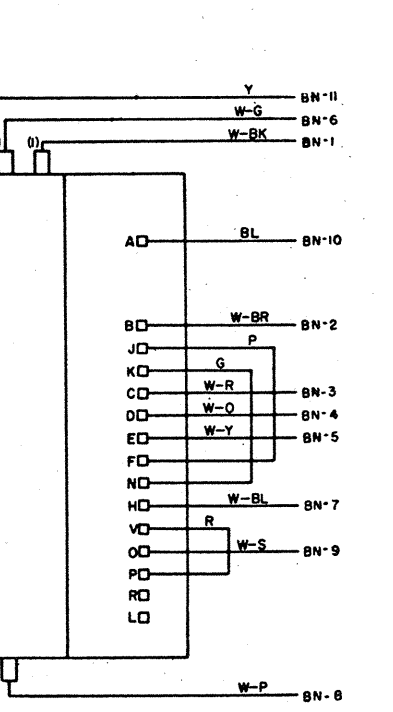 Y BN-11
W-G BN-6
(1) W-BK BN-1
A BL BN-10
B W-BR BN-2
J P
K G
C W-R BN-3
D W-O BN-4
E W-Y BN-5
F
N
H W-BL BN-7
V R
O W-S BN-9
P
R
L
W-P BN-8